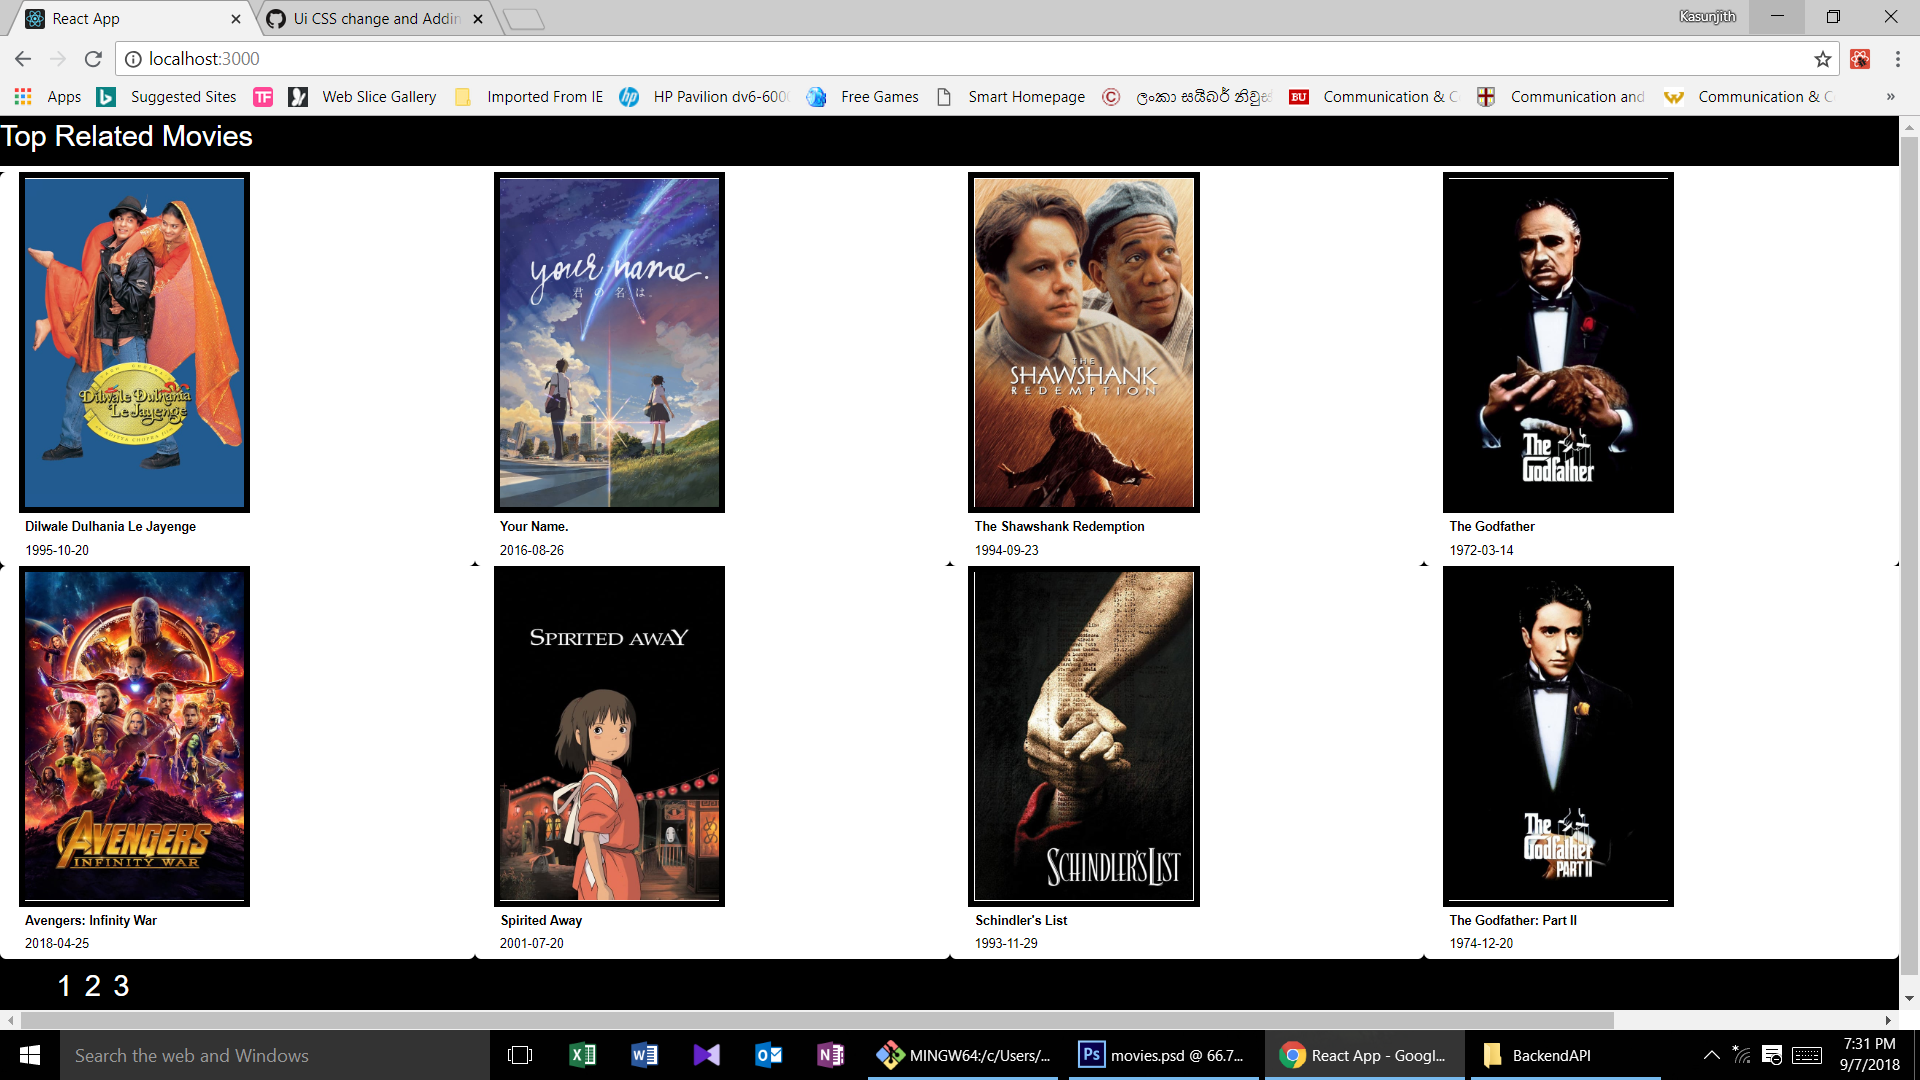 React App
Ui CSS change and Addin
Kasunjith
localhost:3000
Apps
Suggested Sites
TF
Web Slice Gallery
Imported From IE
HP Pavilion dv6-600
Free Games
Smart Homepage
ලංකා සයිබර් නිවුස
BU
Communication & C
Communication and
Communication & C
Top Related Movies
your name.
君の名は。
THE
SHAWSHANK
REDEMPTION
Dilwale Dulhania
Le Jayenge
The
Godfather
Dilwale Dulhania Le Jayenge
Your Name.
The Shawshank Redemption
The Godfather
1995-10-20
2016-08-26
1994-09-23
1972-03-14
SPIRITED AWAY
AVENGERS
INFINITY WAR
SCHINDLER'S LIST
The
Godfather
PART II
Avengers: Infinity War
Spirited Away
Schindler's List
The Godfather: Part II
2018-04-25
2001-07-20
1993-11-29
1974-12-20
1 2 3
Search the web and Windows
MINGW64:/c/Users/...
Ps
movies.psd @ 66.7...
React App - Googl...
BackendAPI
7:31 PM
9/7/2018